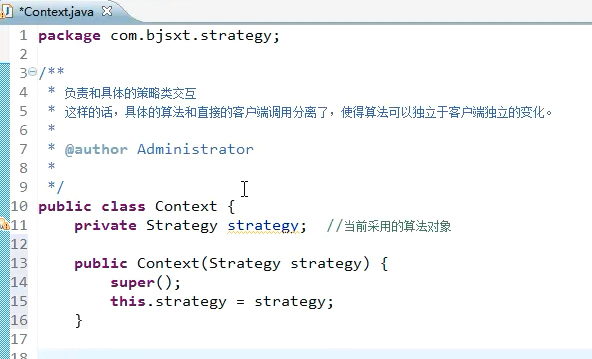 *Context.java
1 package com.bjsxt.strategy;
2
3 /**
4  * 负责和具体的策略类交互
5  * 这样的话，具体的算法和直接的客户端调用分离了，使得算法可以独立于客户端独立的变化。
6  *
7  * @author Administrator
8  *
9  */
10 public class Context {
11     private Strategy strategy;  //当前采用的算法对象
12
13     public Context(Strategy strategy) {
14         super();
15         this.strategy = strategy;
16     }
17
18